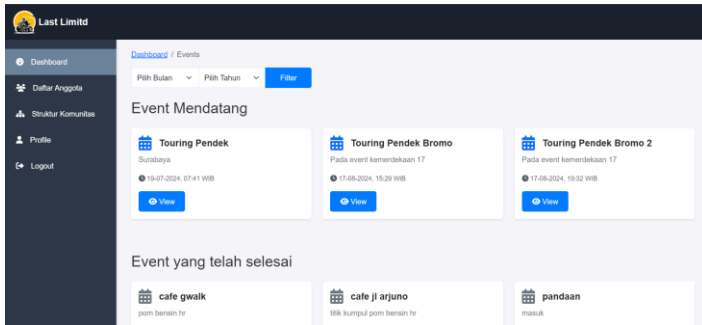 Last Limitd
Dashboard
Daftar Anggota
Struktur Komunitas
Profile
Logout
Dashboard / Events
Pilih Bulan Pilih Tahun Filter
Event Mendatang
Touring Pendek
Surabaya
19-07-2024, 07:41 WIB
View
Touring Pendek Bromo
Pada event kemerdekaan 17
17-08-2024, 15:29 WIB
View
Touring Pendek Bromo 2
Pada event kemerdekaan 17
17-08-2024, 19:32 WIB
View
Event yang telah selesai
cafe gwalk
pom bensin hr
cafe jl arjuno
titik kumpul pom bensin hr
pandaan
masuk